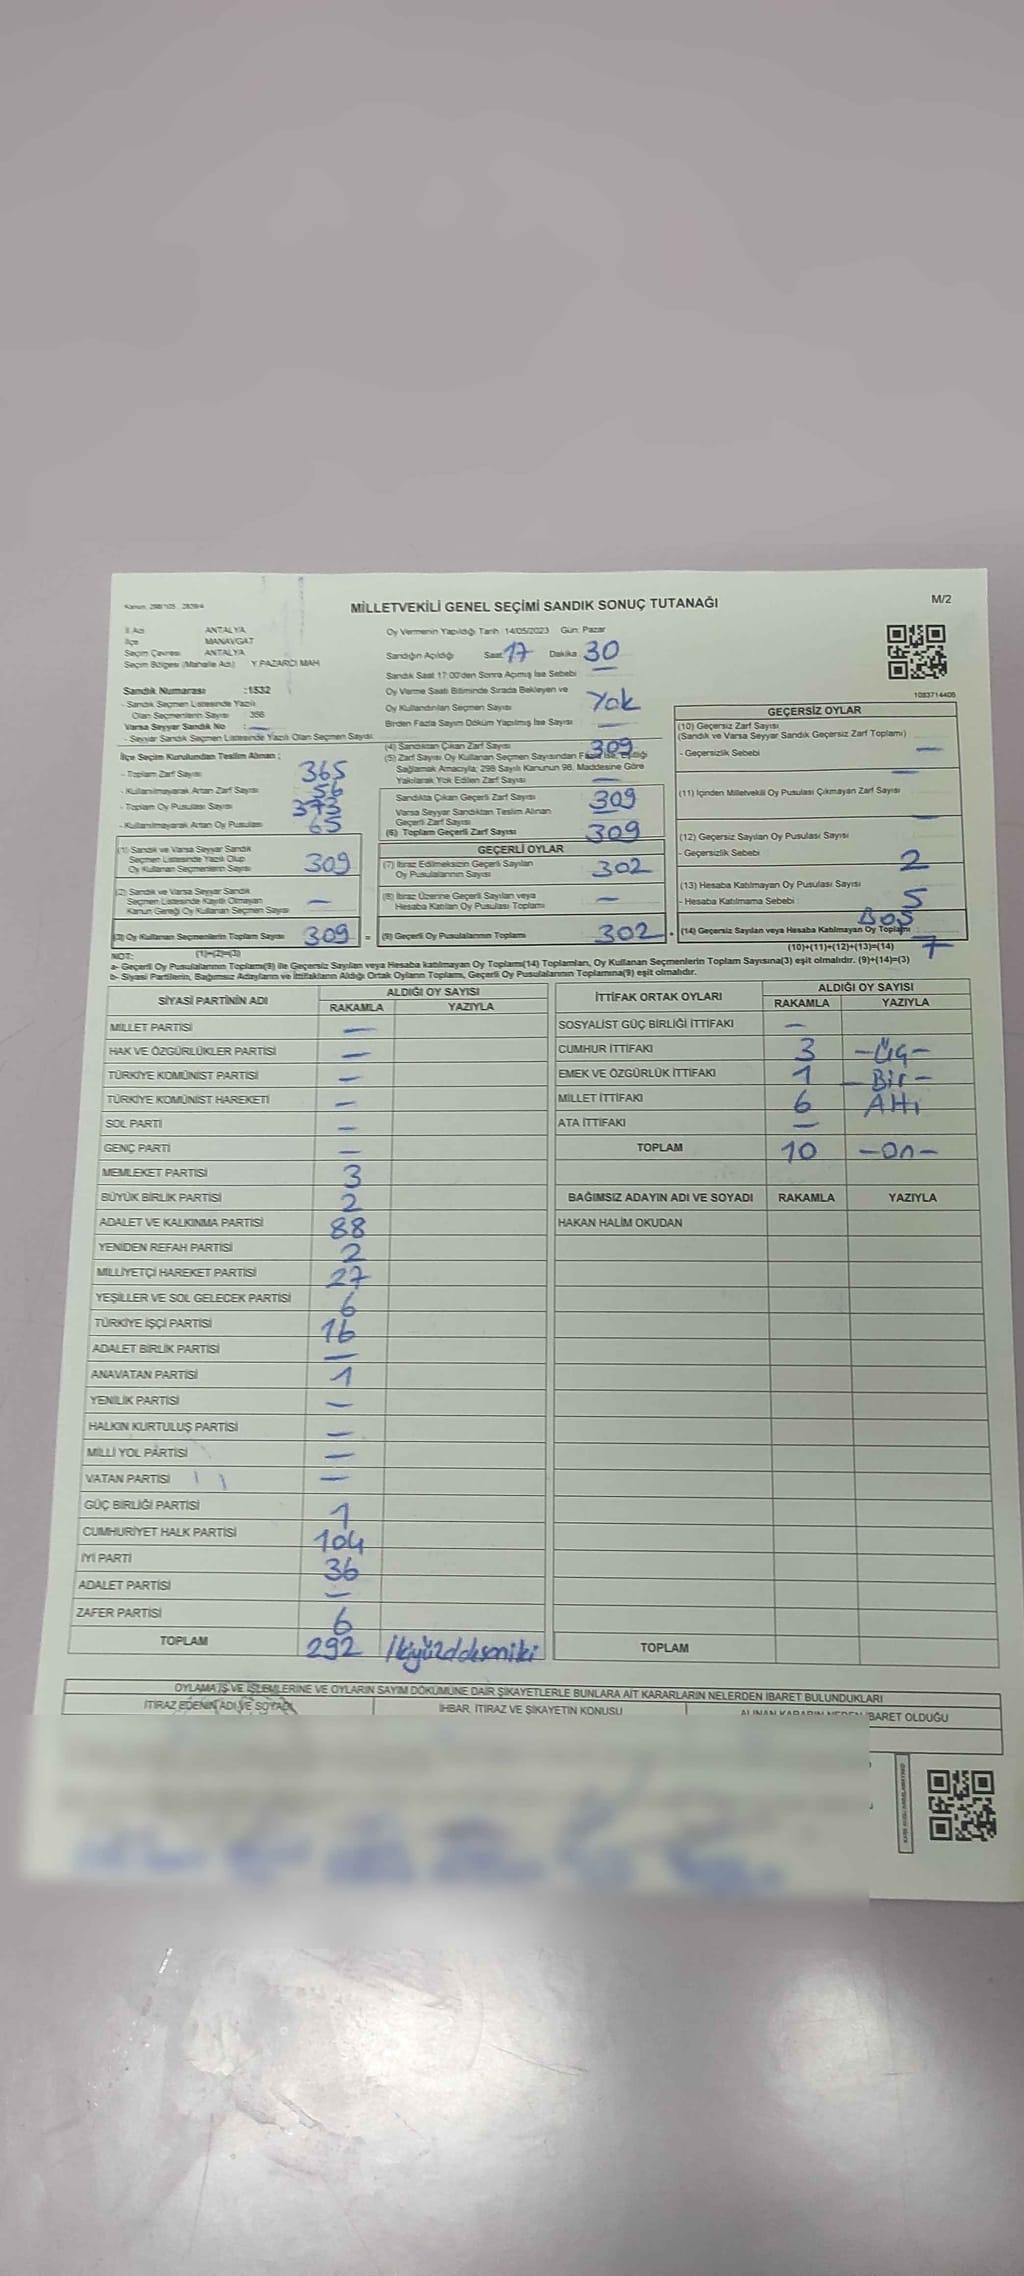 Kanun: 298/105 , 2839/4
MİLLETVEKİLİ GENEL SEÇİMİ SANDIK SONUÇ TUTANAĞI
M/2
İl Adı ANTALYA
İlçe MANAVGAT
Seçim Çevresi ANTALYA
Seçim Bölgesi (Mahalle Adı) Y.PAZARCI MAH
Oy Vermenin Yapıldığı Tarih 14/05/2023 Gün: Pazar
Sandığın Açıldığı Saat 17 Dakika 30
Sandık Saat 17:00'den Sonra Açılmış İse Sebebi —
Oy Verme Saati Bitiminde Sırada Bekleyen ve
Oy Kullandırılan Seçmen Sayısı Yok
Birden Fazla Sayım Döküm Yapılmış İse Sayısı —
1083714406
Sandık Numarası :1532
- Sandık Seçmen Listesinde Yazılı
Olan Seçmenlerin Sayısı 356
Varsa Seyyar Sandık No : —
- Seyyar Sandık Seçmen Listesinde Yazılı Olan Seçmen Sayısı:
İlçe Seçim Kurulundan Teslim Alınan :
- Toplam Zarf Sayısı 365
- Kullanılmayarak Artan Zarf Sayısı 56
- Toplam Oy Pusulası Sayısı 373
- Kullanılmayarak Artan Oy Pusulası 65
(1) Sandık ve Varsa Seyyar Sandık
Seçmen Listesinde Yazılı Olup
Oy Kullanan Seçmenlerin Sayısı 309
(2) Sandık ve Varsa Seyyar Sandık
Seçmen Listesinde Kayıtlı Olmayan
Kanun Gereği Oy Kullanan Seçmen Sayısı —
(3) Oy Kullanan Seçmenlerin Toplam Sayısı 309 =
(1)+(2)=(3)
(4) Sandıktan Çıkan Zarf Sayısı 309
(5) Zarf Sayısı Oy Kullanan Seçmen Sayısından Fazla İse, Eşitliği
Sağlamak Amacıyla; 298 Sayılı Kanunun 98. Maddesine Göre
Yakılarak Yok Edilen Zarf Sayısı —
Sandıkta Çıkan Geçerli Zarf Sayısı 309
Varsa Seyyar Sandıktan Teslim Alınan
Geçerli Zarf Sayısı —
(6) Toplam Geçerli Zarf Sayısı 309
GEÇERLİ OYLAR
(7) İtiraz Edilmeksizin Geçerli Sayılan
Oy Pusulalarının Sayısı 302
(8) İtiraz Üzerine Geçerli Sayılan veya
Hesaba Katılan Oy Pusulası Toplamı —
(9) Geçerli Oy Pusulalarının Toplamı 302 +
GEÇERSİZ OYLAR
(10) Geçersiz Zarf Sayısı
(Sandık ve Varsa Seyyar Sandık Geçersiz Zarf Toplamı)
- Geçersizlik Sebebi —
—
(11) İçinden Milletvekili Oy Pusulası Çıkmayan Zarf Sayısı
—
(12) Geçersiz Sayılan Oy Pusulası Sayısı
- Geçersizlik Sebebi 2
(13) Hesaba Katılmayan Oy Pusulası Sayısı
- Hesaba Katılmama Sebebi : 5
BOŞ
(14) Geçersiz Sayılan veya Hesaba Katılmayan Oy Toplamı : 7
(10)+(11)+(12)+(13)=(14)
NOT:
a- Geçerli Oy Pusulalarının Toplamı(9) ile Geçersiz Sayılan veya Hesaba katılmayan Oy Toplamı(14) Toplamları, Oy Kullanan Seçmenlerin Toplam Sayısına(3) eşit olmalıdır. (9)+(14)=(3)
b- Siyasi Partilerin, Bağımsız Adayların ve İttifakların Aldığı Ortak Oyların Toplamı, Geçerli Oy Pusulalarının Toplamına(9) eşit olmalıdır.
SİYASİ PARTİNİN ADI ALDIĞI OY SAYISI
RAKAMLA YAZIYLA
MİLLET PARTİSİ —
HAK VE ÖZGÜRLÜKLER PARTİSİ —
TÜRKİYE KOMÜNİST PARTİSİ —
TÜRKİYE KOMÜNİST HAREKETİ —
SOL PARTİ —
GENÇ PARTİ —
MEMLEKET PARTİSİ 3
BÜYÜK BİRLİK PARTİSİ 2
ADALET VE KALKINMA PARTİSİ 88
YENİDEN REFAH PARTİSİ 2
MİLLİYETÇİ HAREKET PARTİSİ 27
YEŞİLLER VE SOL GELECEK PARTİSİ 6
TÜRKİYE İŞÇİ PARTİSİ 16
ADALET BİRLİK PARTİSİ —
ANAVATAN PARTİSİ 1
YENİLİK PARTİSİ —
HALKIN KURTULUŞ PARTİSİ —
MİLLİ YOL PARTİSİ —
VATAN PARTİSİ —
GÜÇ BİRLİĞİ PARTİSİ 1
CUMHURİYET HALK PARTİSİ 104
İYİ PARTİ 36
ADALET PARTİSİ —
ZAFER PARTİSİ 6
TOPLAM 292 İkiyüzddoksaniki
İTTİFAK ORTAK OYLARI ALDIĞI OY SAYISI
RAKAMLA YAZIYLA
SOSYALİST GÜÇ BİRLİĞİ İTTİFAKI —
CUMHUR İTTİFAKI 3 —Üç—
EMEK VE ÖZGÜRLÜK İTTİFAKI 1 —Bir—
MİLLET İTTİFAKI 6 Altı
ATA İTTİFAKI —
TOPLAM 10 —On—
BAĞIMSIZ ADAYIN ADI VE SOYADI RAKAMLA YAZIYLA
HAKAN HALİM OKUDAN
TOPLAM
OYLAMA İŞ VE İŞLEMLERİNE VE OYLARIN SAYIM DÖKÜMÜNE DAİR ŞİKAYETLERLE BUNLARA AİT KARARLARIN NELERDEN İBARET BULUNDUKLARI
İTİRAZ EDENİN ADI VE SOYADI İHBAR, İTİRAZ VE ŞİKAYETİN KONUSU ALINAN KARARIN NEDEN İBARET OLDUĞU